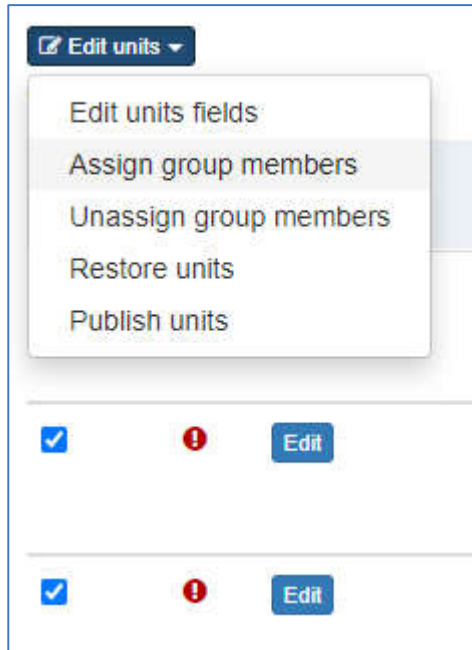 Edit units
Edit units fields
Assign group members
Unassign group members
Restore units
Publish units
Edit
Edit